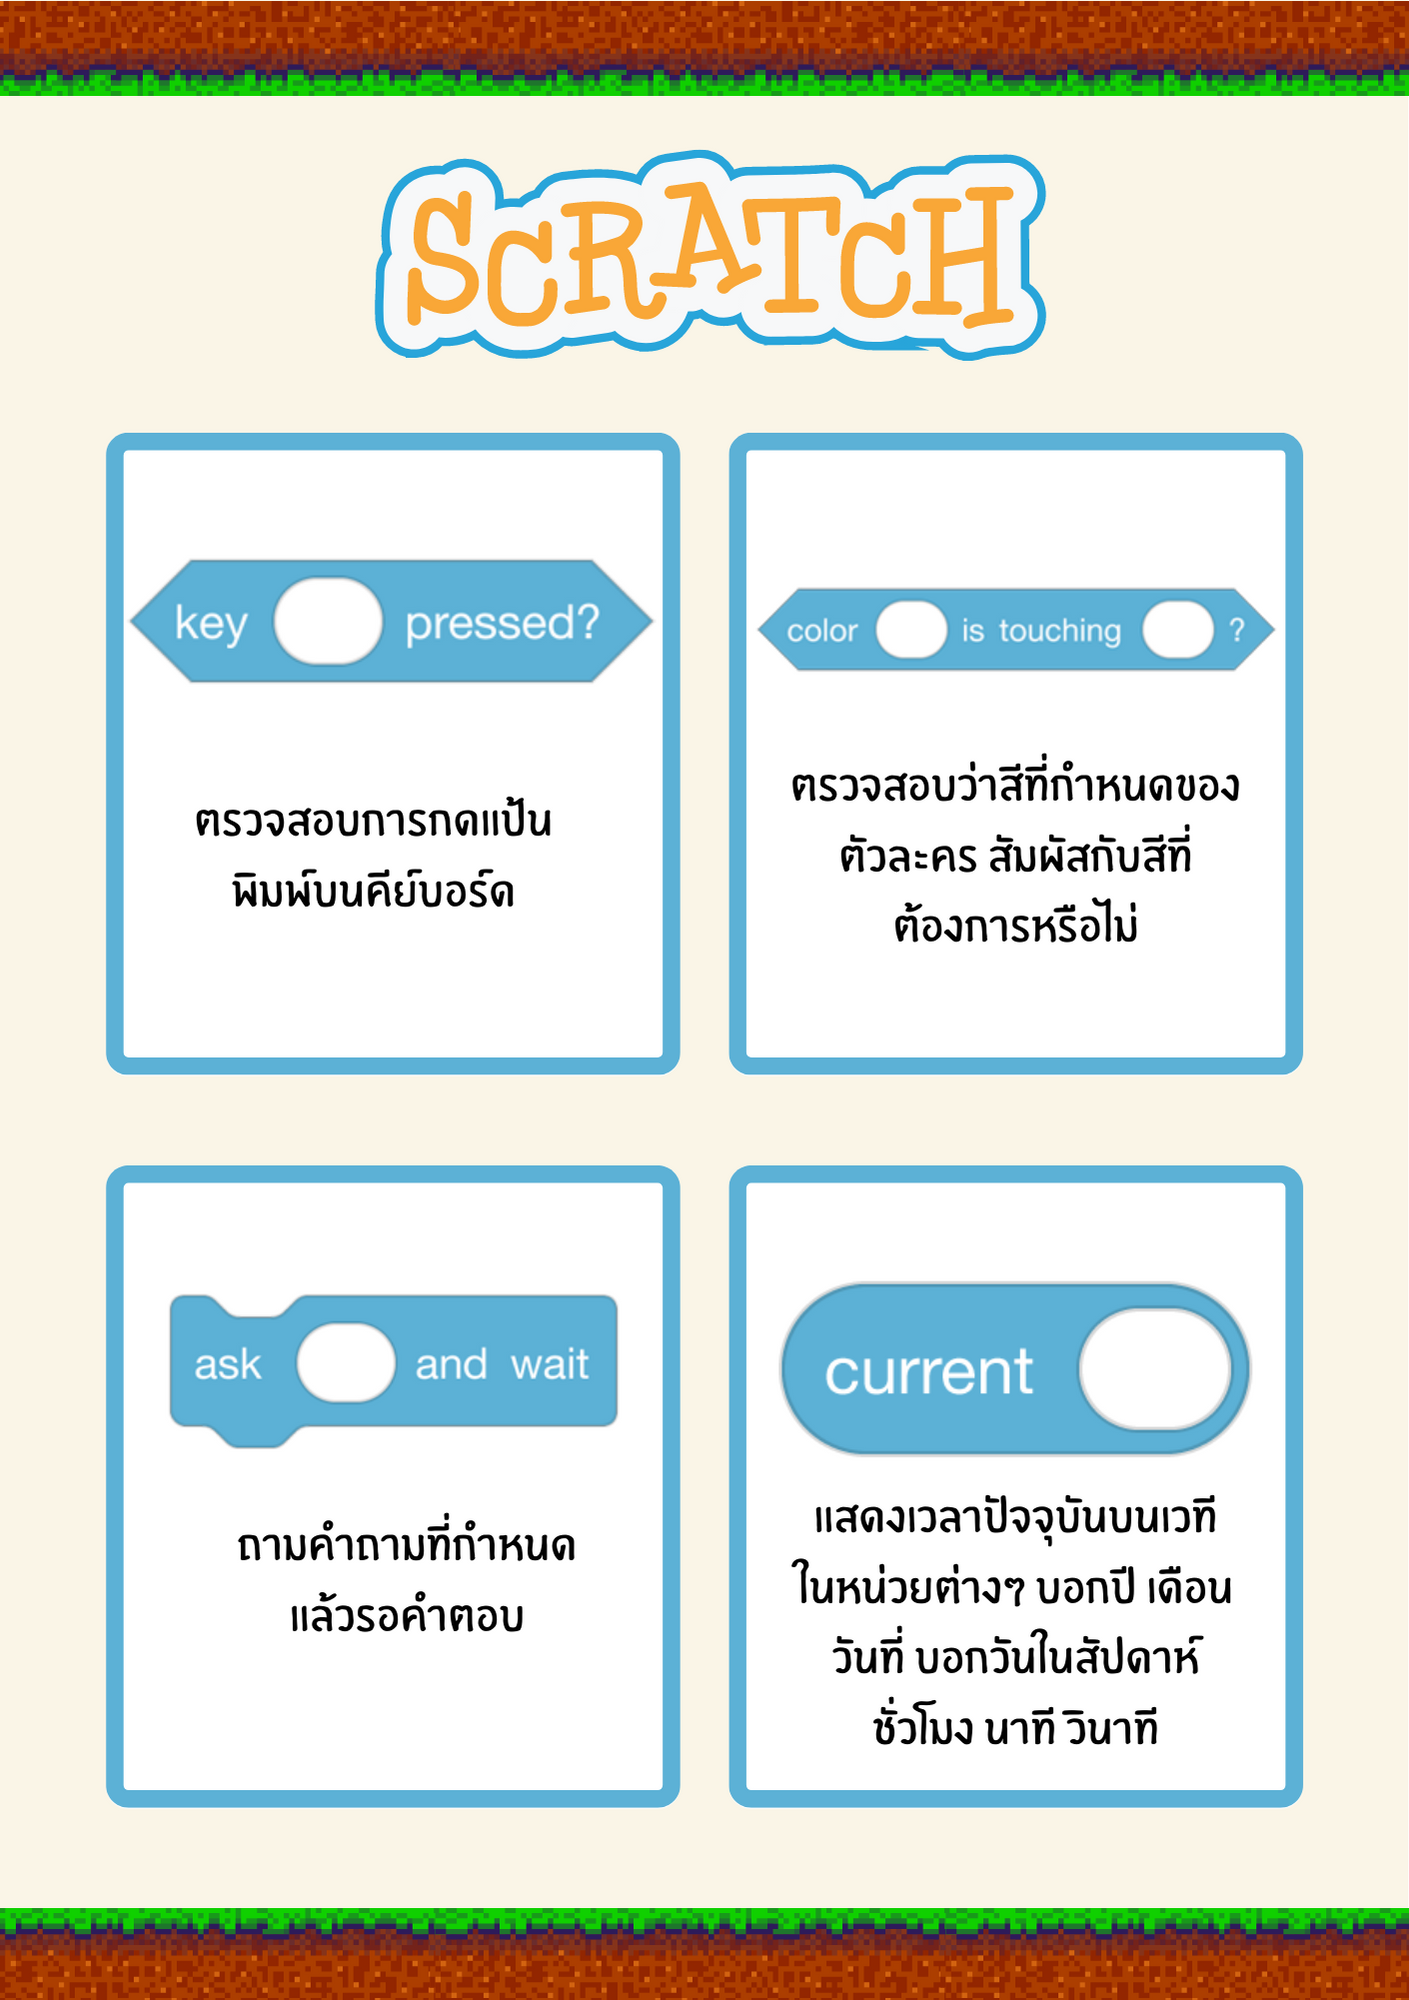 SCRATCH
key pressed?
ตรวจสอบการกดแป้น
พิมพ์บนคีย์บอร์ด
color is touching ?
ตรวจสอบว่าสีที่กำหนดของ
ตัวละคร สัมผัสกับสีที่
ต้องการหรือไม่
ask and wait
ถามคำถามที่กำหนด
แล้วรอคำตอบ
current
แสดงเวลาปัจจุบันบนเวที
ในหน่วยต่างๆ บอกปี เดือน
วันที่ บอกวันในสัปดาห์
ชั่วโมง นาที วินาที